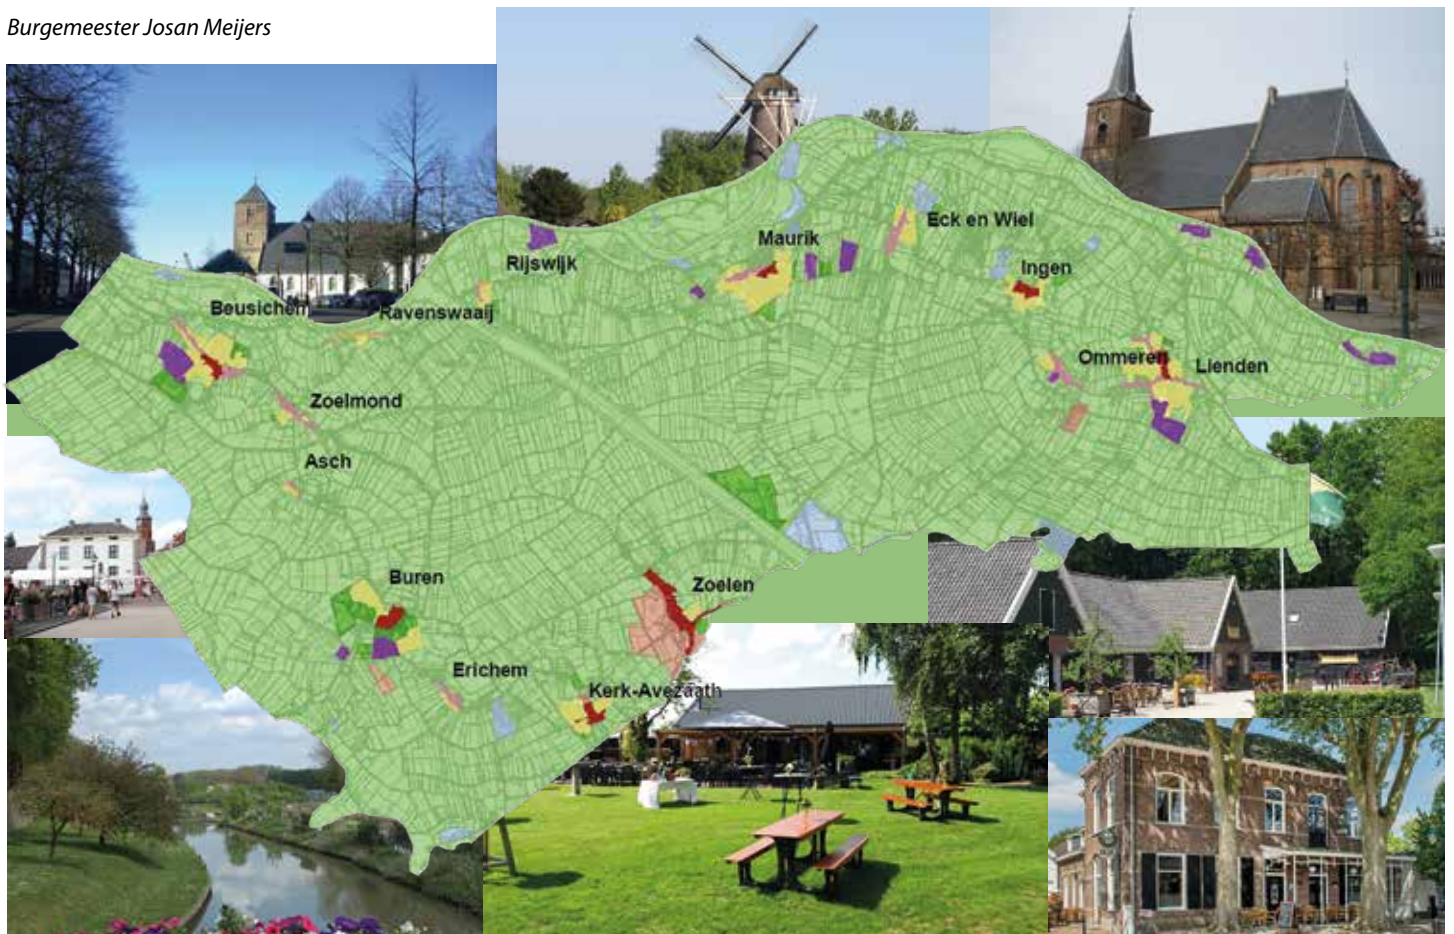 Burgemeester Josan Meijers
Eck en Wiel
Maurik
Rijswijk
Ingen
Beusichem
Ravenswaaij
Ommeren
Lienden
Zoelmond
Asch
Buren
Zoelen
Erichem
Kerk-Avezaath